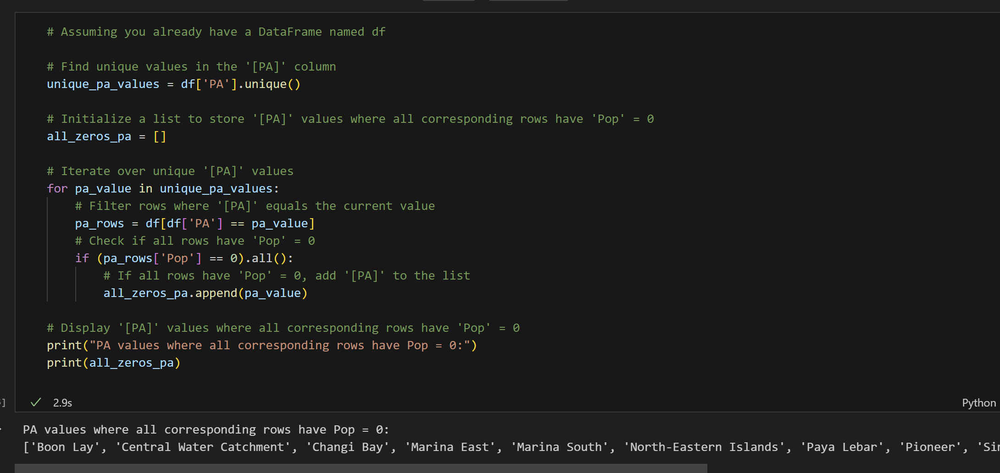 # Assuming you already have a DataFrame named df
# Find unique values in the '[PA]' column
unique_pa_values = df['PA'].unique()
# Initialize a list to store '[PA]' values where all corresponding rows have 'Pop' = 0
all_zeros_pa = []
# Iterate over unique '[PA]' values
for pa_value in unique_pa_values:
# Filter rows where '[PA]' equals the current value
pa_rows = df[df['PA'] == pa_value]
# Check if all rows have 'Pop' = 0
if (pa_rows['Pop'] == 0).all():
# If all rows have 'Pop' = 0, add '[PA]' to the list
all_zeros_pa.append(pa_value)
# Display '[PA]' values where all corresponding rows have 'Pop' = 0
print("PA values where all corresponding rows have Pop = 0:")
print(all_zeros_pa)
] 2.9s Python
PA values where all corresponding rows have Pop = 0:
['Boon Lay', 'Central Water Catchment', 'Changi Bay', 'Marina East', 'Marina South', 'North-Eastern Islands', 'Paya Lebar', 'Pioneer',